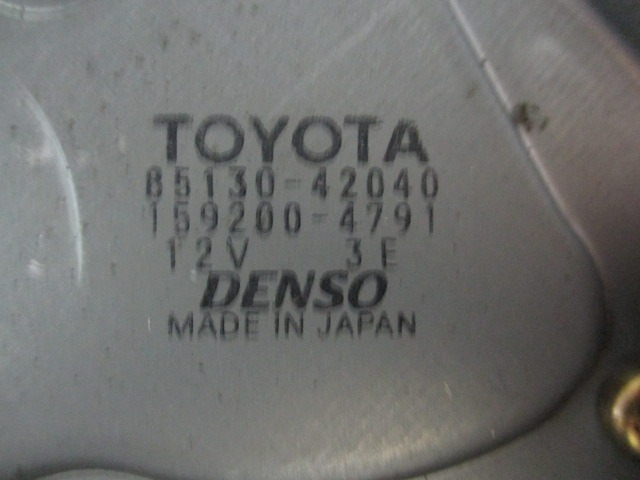 TOYOTA
85130-42040
159200-4791
12V 3E
DENSO
MADE IN JAPAN